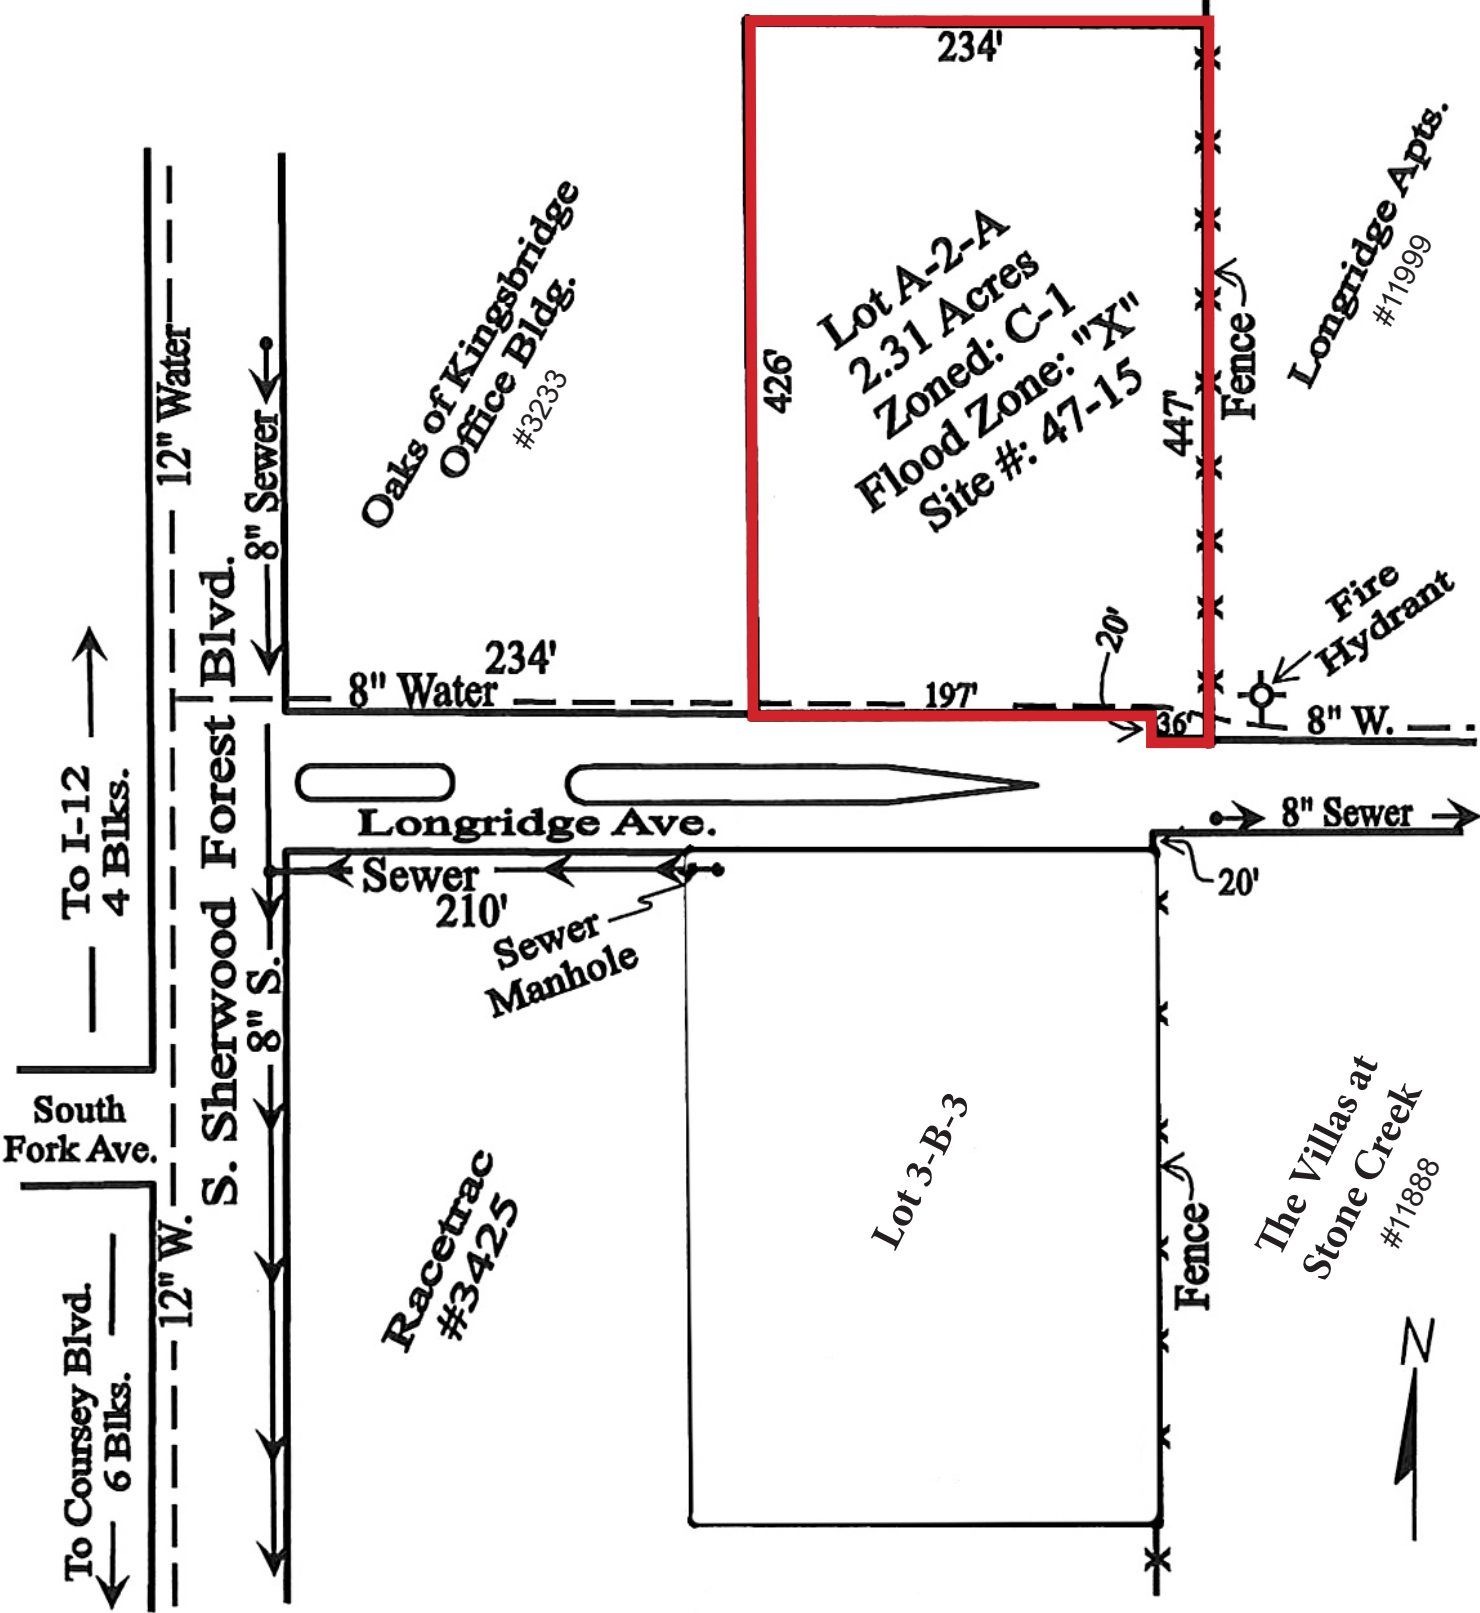 234'
Lot A-2-A
2.31 Acres
Zoned: C-1
Flood Zone: "X"
Site #: 47-15
426'
447'
Fence
Longridge Apts.
#11999
Oaks of Kingsbridge
Office Bldg.
#3233
12" Water
8" Sewer
S. Sherwood Forest Blvd.
234'
8" Water
197'
20'
36'
Fire
Hydrant
8" W.
To I-12
4 Blks.
Longridge Ave.
8" Sewer
20'
Sewer
210'
Sewer
Manhole
8" S.
South
Fork Ave.
12" W.
To Coursey Blvd.
6 Blks.
Racetrac
#3425
Lot 3-B-3
Fence
The Villas at
Stone Creek
#11888
N